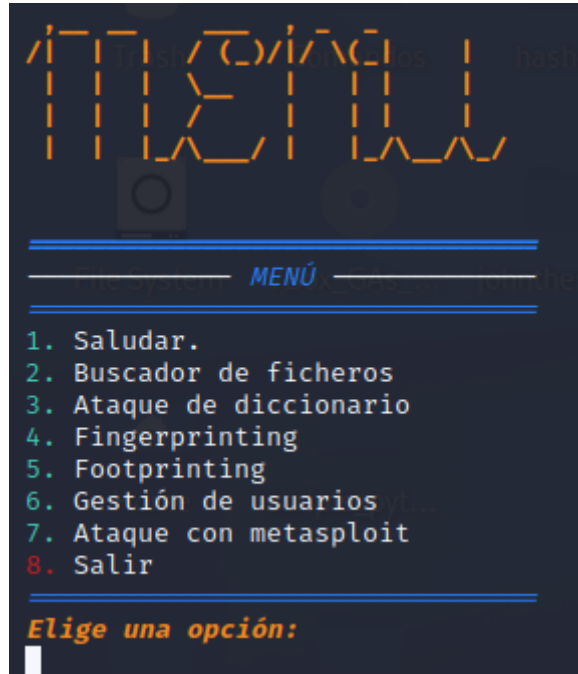 MENU
MENÚ
1. Saludar.
2. Buscador de ficheros
3. Ataque de diccionario
4. Fingerprinting
5. Footprinting
6. Gestión de usuarios
7. Ataque con metasploit
8. Salir
Elige una opción: